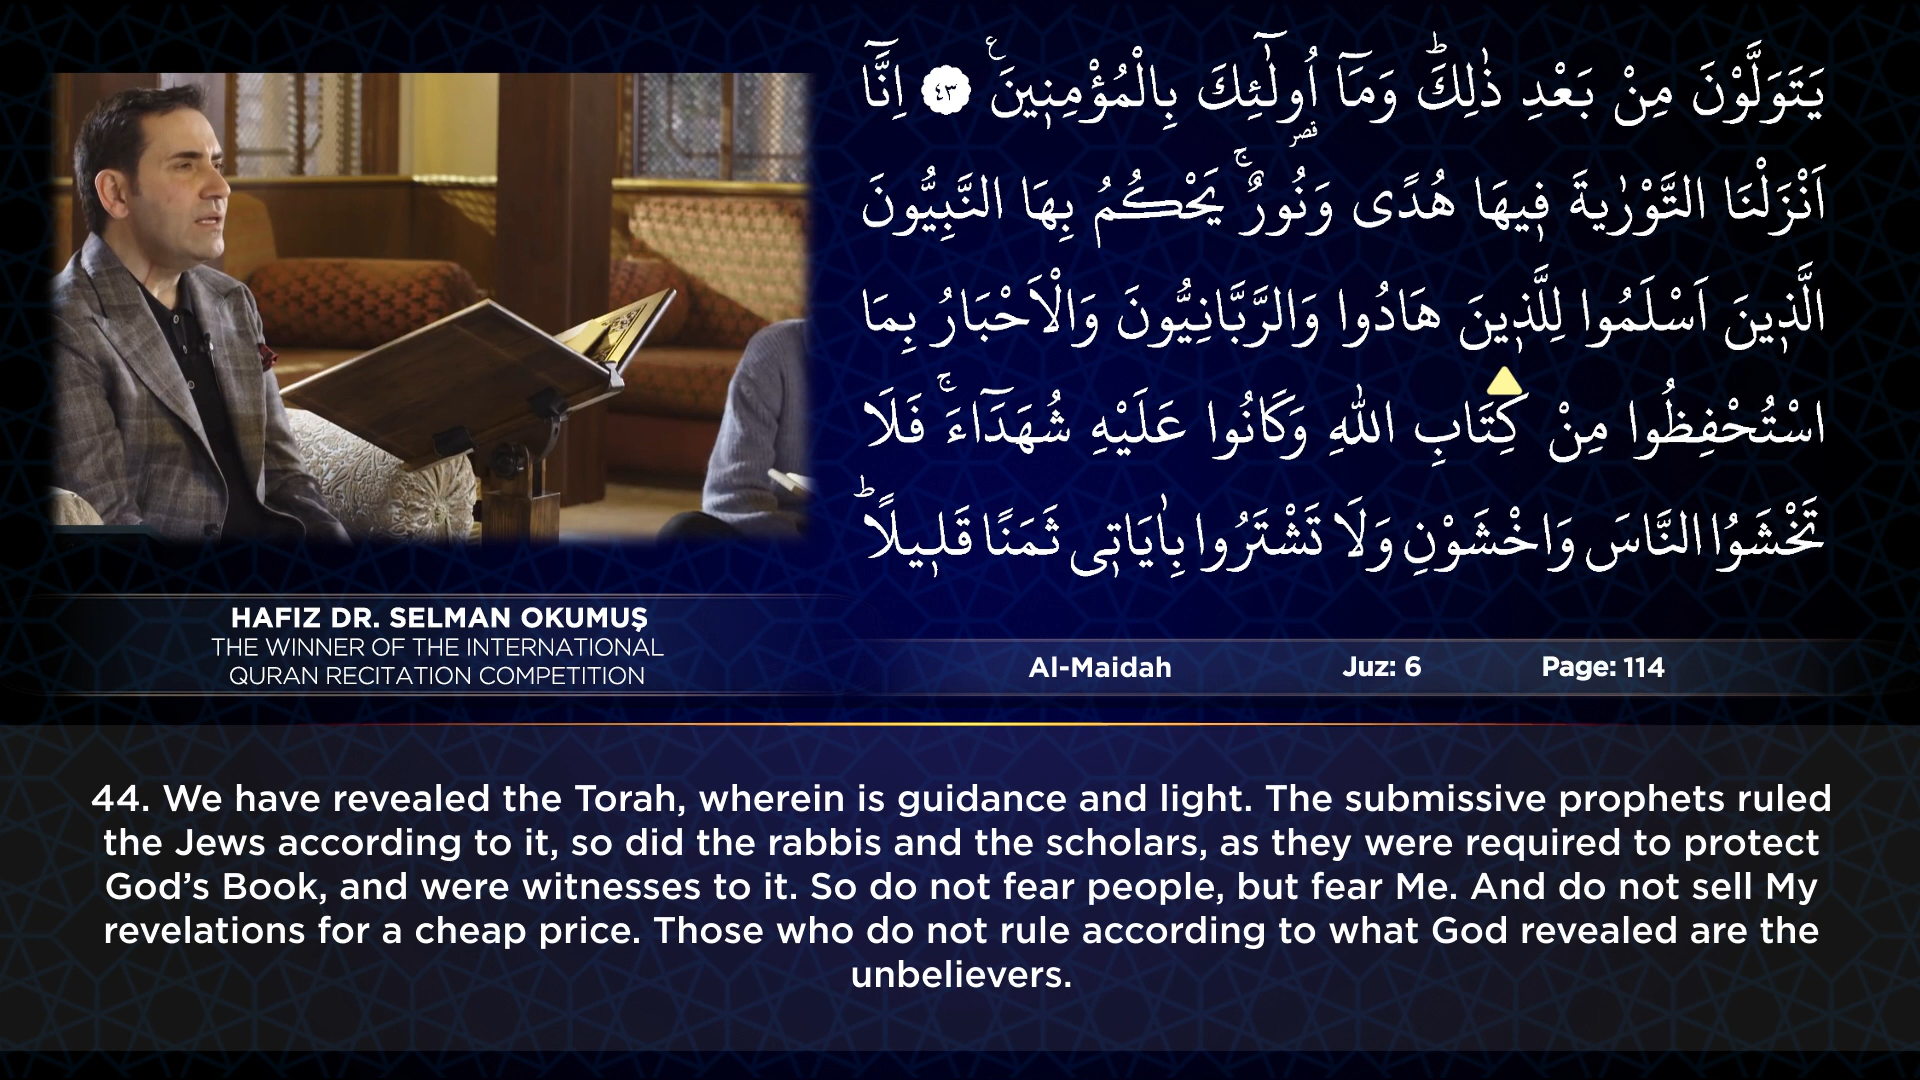 يَتَوَلَّوْنَ مِنْ بَعْدِ ذٰلِكَۜ وَمَٓا اُو۬لٰٓئِكَ بِالْمُؤْمِن۪ينَ۟ ﴿٤٣﴾ اِنَّٓا
قصر
اَنْزَلْنَا التَّوْرٰيةَ ف۪يهَا هُدًى وَنُورٌۚ يَحْكُمُ بِهَا النَّبِيُّونَ
الَّذ۪ينَ اَسْلَمُوا لِلَّذ۪ينَ هَادُوا وَالرَّبَّانِيُّونَ وَالْاَحْبَارُ بِمَا
اسْتُحْفِظُوا مِنْ كِتَابِ اللّٰهِ وَكَانُوا عَلَيْهِ شُهَدَٓاءَۚ فَلَا
تَخْشَوُا النَّاسَ وَاخْشَوْنِ وَلَا تَشْتَرُوا بِاٰيَات۪ي ثَمَنًا قَل۪يلًاۜ
HAFIZ DR. SELMAN OKUMUŞ
THE WINNER OF THE INTERNATIONAL
QURAN RECITATION COMPETITION
Al-Maidah Juz: 6 Page: 114
44. We have revealed the Torah, wherein is guidance and light. The submissive prophets ruled
the Jews according to it, so did the rabbis and the scholars, as they were required to protect
God’s Book, and were witnesses to it. So do not fear people, but fear Me. And do not sell My
revelations for a cheap price. Those who do not rule according to what God revealed are the
unbelievers.